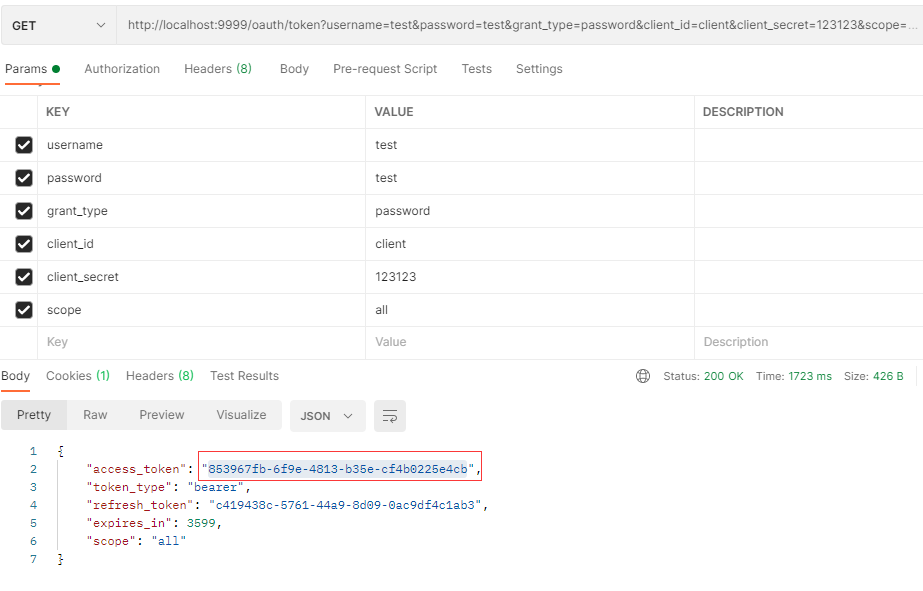 GET http://localhost:9999/oauth/token?username=test&password=test&grant_type=password&client_id=client&client_secret=123123&scope=...
Params Authorization Headers (8) Body Pre-request Script Tests Settings
KEY VALUE DESCRIPTION
username test
password test
grant_type password
client_id client
client_secret 123123
scope all
Key Value Description
Body Cookies (1) Headers (8) Test Results Status: 200 OK Time: 1723 ms Size: 426 B
Pretty Raw Preview Visualize JSON
1 {
2 "access_token": "853967fb-6f9e-4813-b35e-cf4b0225e4cb",
3 "token_type": "bearer",
4 "refresh_token": "c419438c-5761-44a9-8d09-0ac9df4c1ab3",
5 "expires_in": 3599,
6 "scope": "all"
7 }